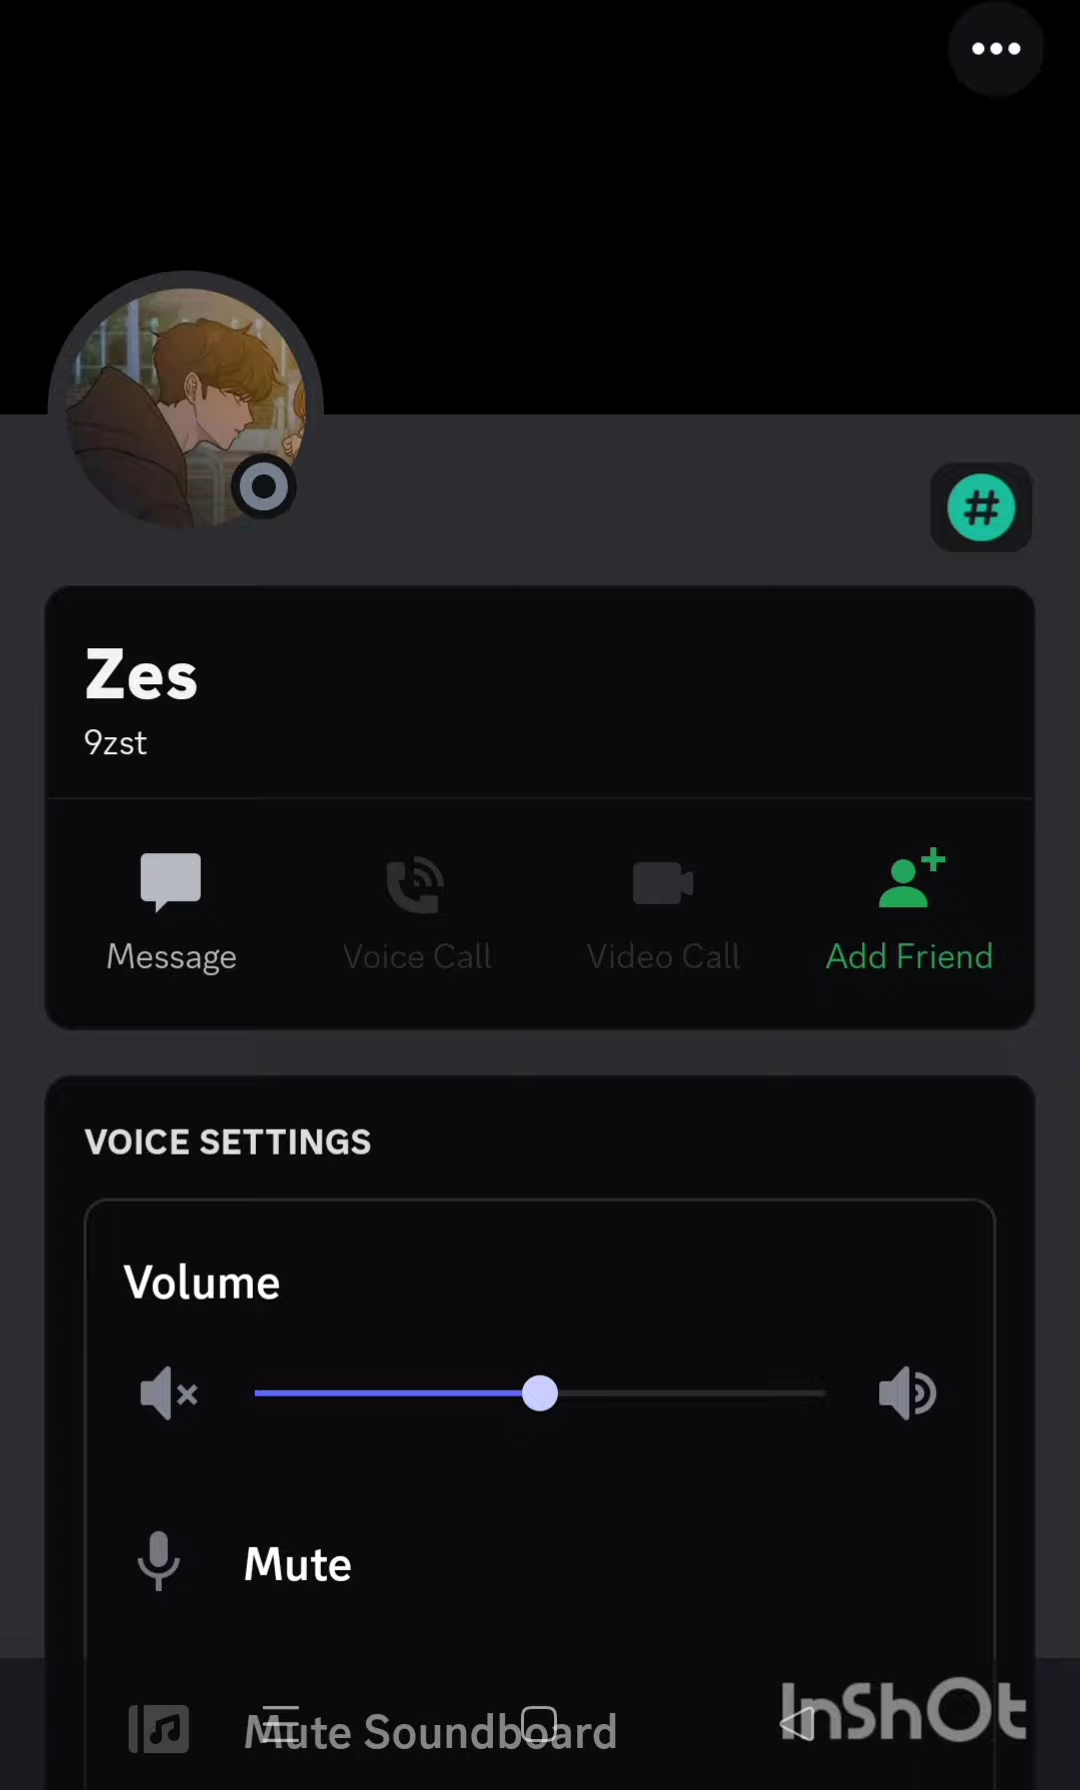 Zes
9zst
Message
Voice Call
Video Call
Add Friend
VOICE SETTINGS
Volume
Mute
Mute Soundboard
InShOt